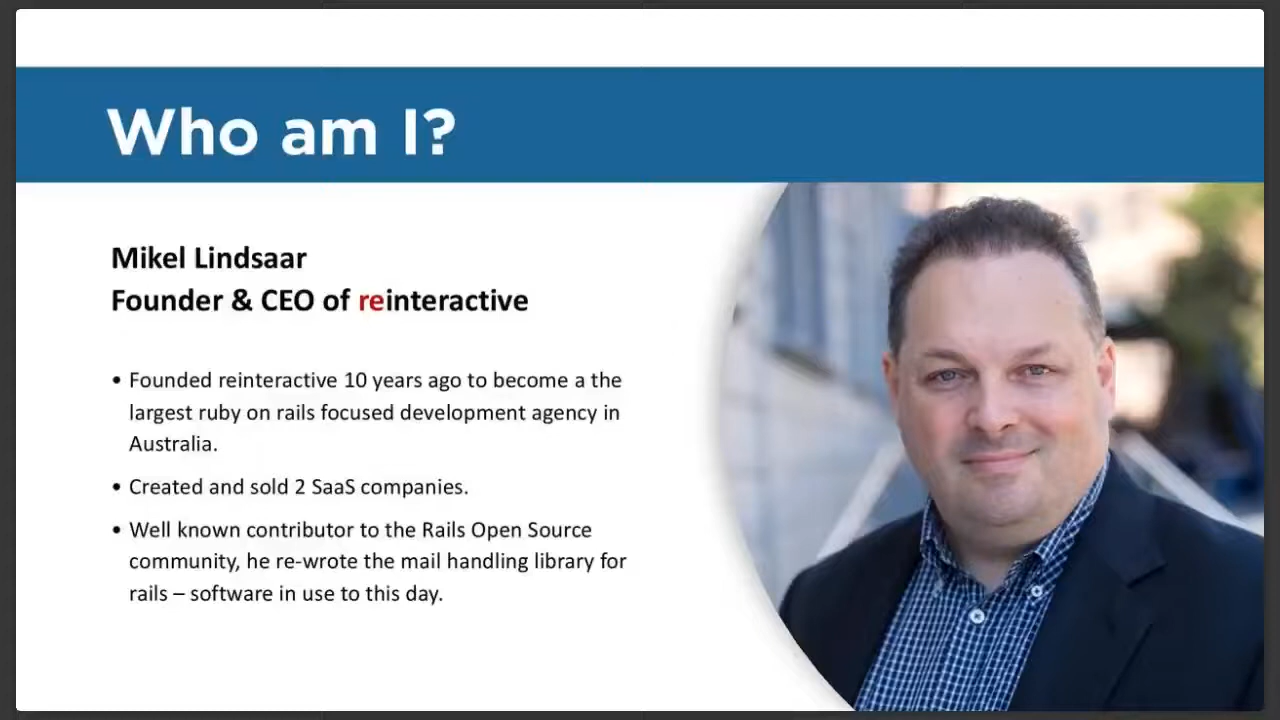 Who am I?
Mikel Lindsaar
Founder & CEO of reinteractive
• Founded reinteractive 10 years ago to become a the
largest ruby on rails focused development agency in
Australia.
• Created and sold 2 SaaS companies.
• Well known contributor to the Rails Open Source
community, he re-wrote the mail handling library for
rails – software in use to this day.